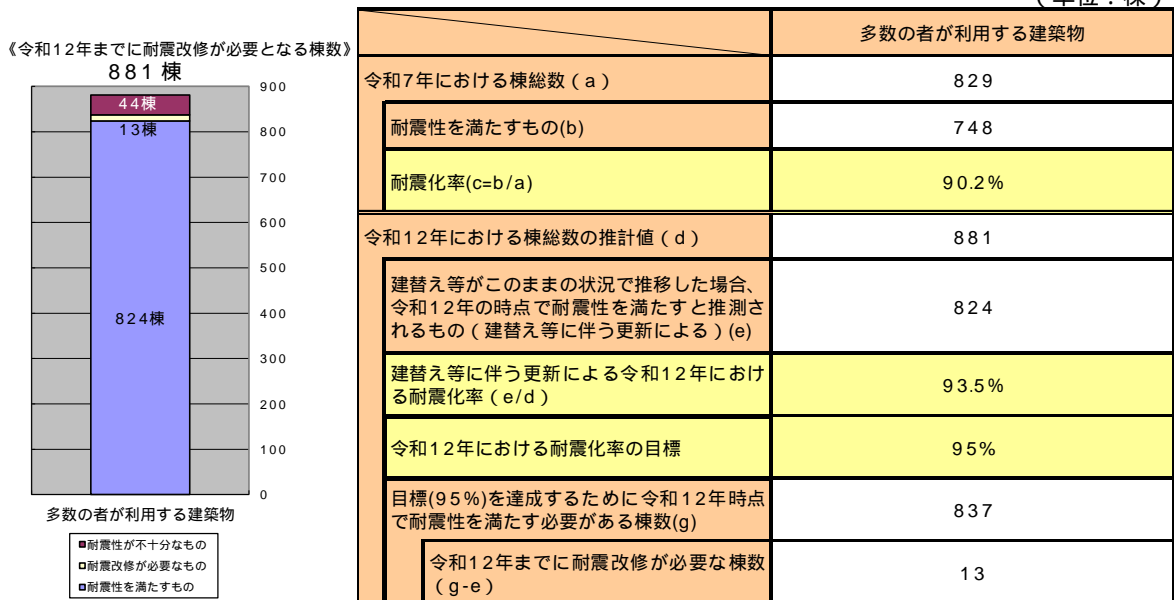 (単位：棟)
《令和12年までに耐震改修が必要となる棟数》
881棟
900
800
700
600
500
400
300
200
100
0
44棟
13棟
824棟
多数の者が利用する建築物
■耐震性が不十分なもの
□耐震改修が必要なもの
■耐震性を満たすもの
多数の者が利用する建築物
令和7年における棟総数(a) 829
耐震性を満たすもの(b) 748
耐震化率(c=b/a) 90.2%
令和12年における棟総数の推計値(d) 881
建替え等がこのままの状況で推移した場合、
令和12年の時点で耐震性を満たすと推測さ
れるもの(建替え等に伴う更新による)(e) 824
建替え等に伴う更新による令和12年におけ
る耐震化率(e/d) 93.5%
令和12年における耐震化率の目標 95%
目標(95%)を達成するために令和12年時点
で耐震性を満たす必要がある棟数(g) 837
令和12年までに耐震改修が必要な棟数
(g-e) 13